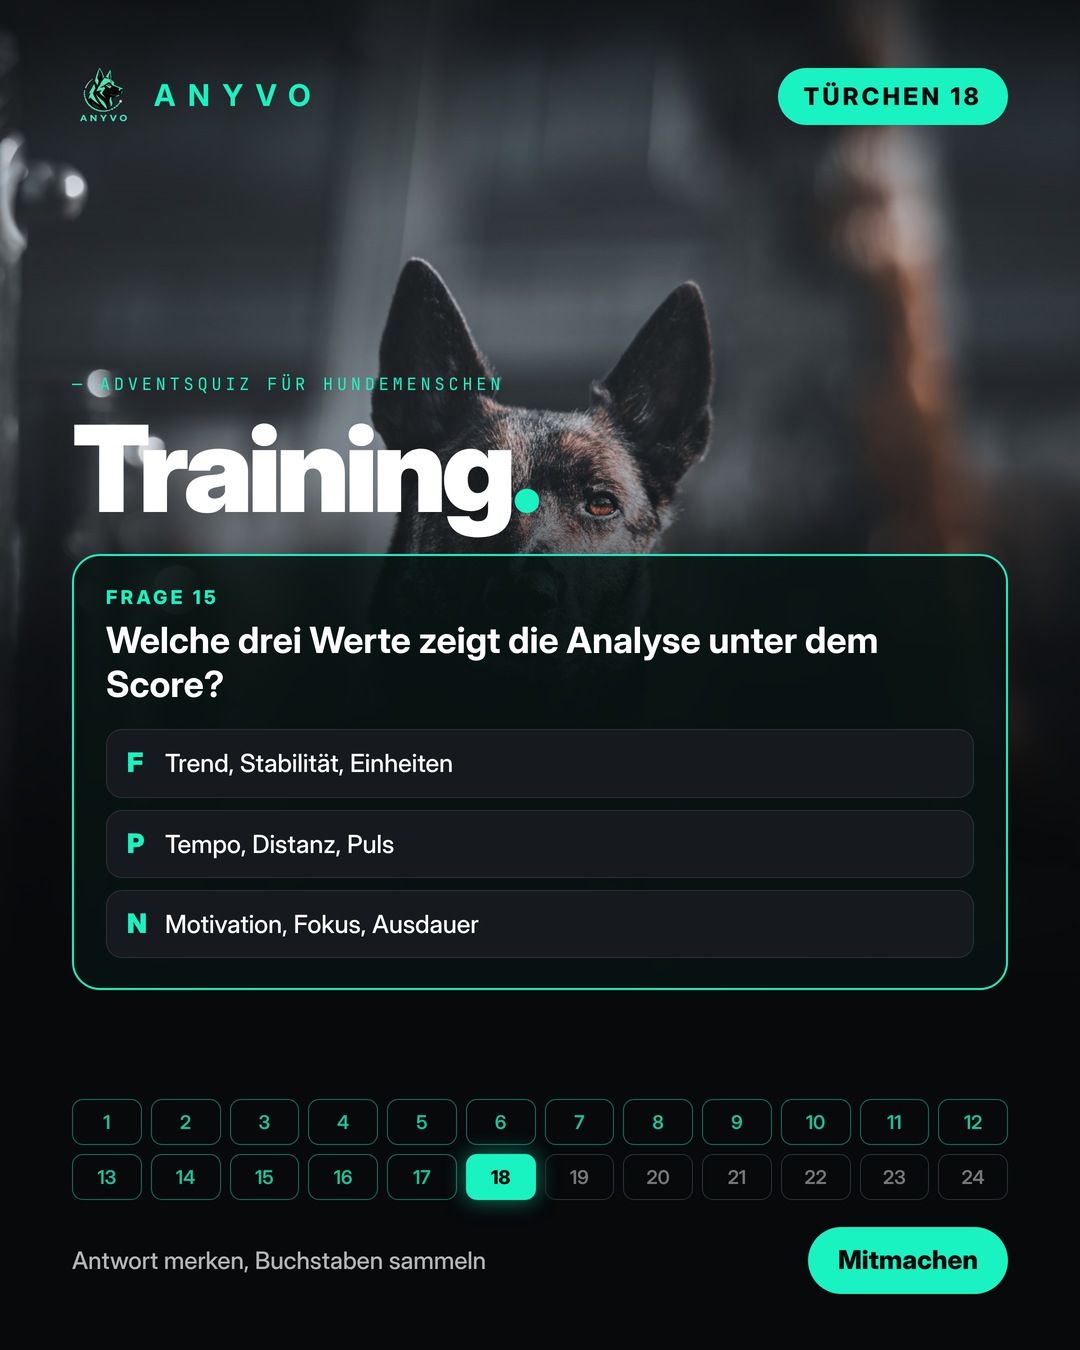 ANYVO
ANYVO
TÜRCHEN 18
— ADVENTSQUIZ FÜR HUNDEMENSCHEN
Training.
FRAGE 15
Welche drei Werte zeigt die Analyse unter dem
Score?
F Trend, Stabilität, Einheiten
P Tempo, Distanz, Puls
N Motivation, Fokus, Ausdauer
1 2 3 4 5 6 7 8 9 10 11 12
13 14 15 16 17 18 19 20 21 22 23 24
Antwort merken, Buchstaben sammeln
Mitmachen